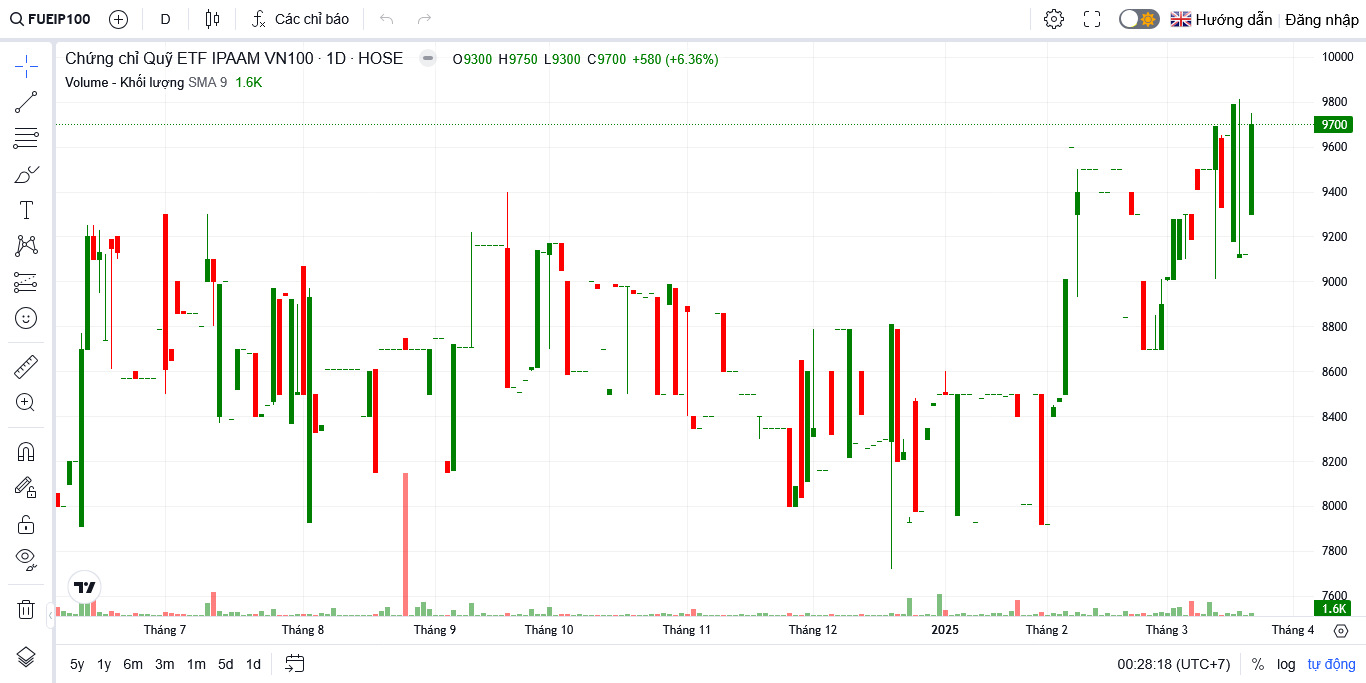 FUEIP100 D Các chỉ báo Hướng dẫn Đăng nhập
Chứng chỉ Quỹ ETF IPAAM VN100 · 1D · HOSE O9300 H9750 L9300 C9700 +580 (+6.36%)
Volume - Khối lượng SMA 9 1.6K
10000
9800
9700
9600
9400
9200
9000
8800
8600
8400
8200
8000
7800
7600
1.6K
Tháng 7 Tháng 8 Tháng 9 Tháng 10 Tháng 11 Tháng 12 2025 Tháng 2 Tháng 3 Tháng 4
5y 1y 6m 3m 1m 5d 1d 00:28:18 (UTC+7) % log tự động